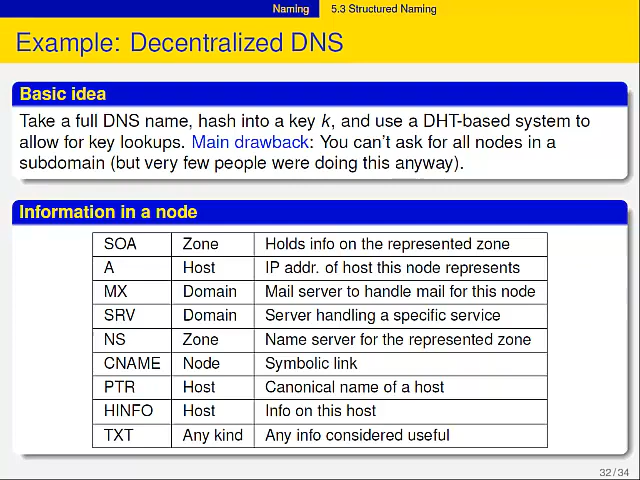 Naming 5.3 Structured Naming
Example: Decentralized DNS
Basic idea
Take a full DNS name, hash into a key k, and use a DHT-based system to
allow for key lookups. Main drawback: You can't ask for all nodes in a
subdomain (but very few people were doing this anyway).
Information in a node
SOA Zone Holds info on the represented zone
A Host IP addr. of host this node represents
MX Domain Mail server to handle mail for this node
SRV Domain Server handling a specific service
NS Zone Name server for the represented zone
CNAME Node Symbolic link
PTR Host Canonical name of a host
HINFO Host Info on this host
TXT Any kind Any info considered useful
32 / 34